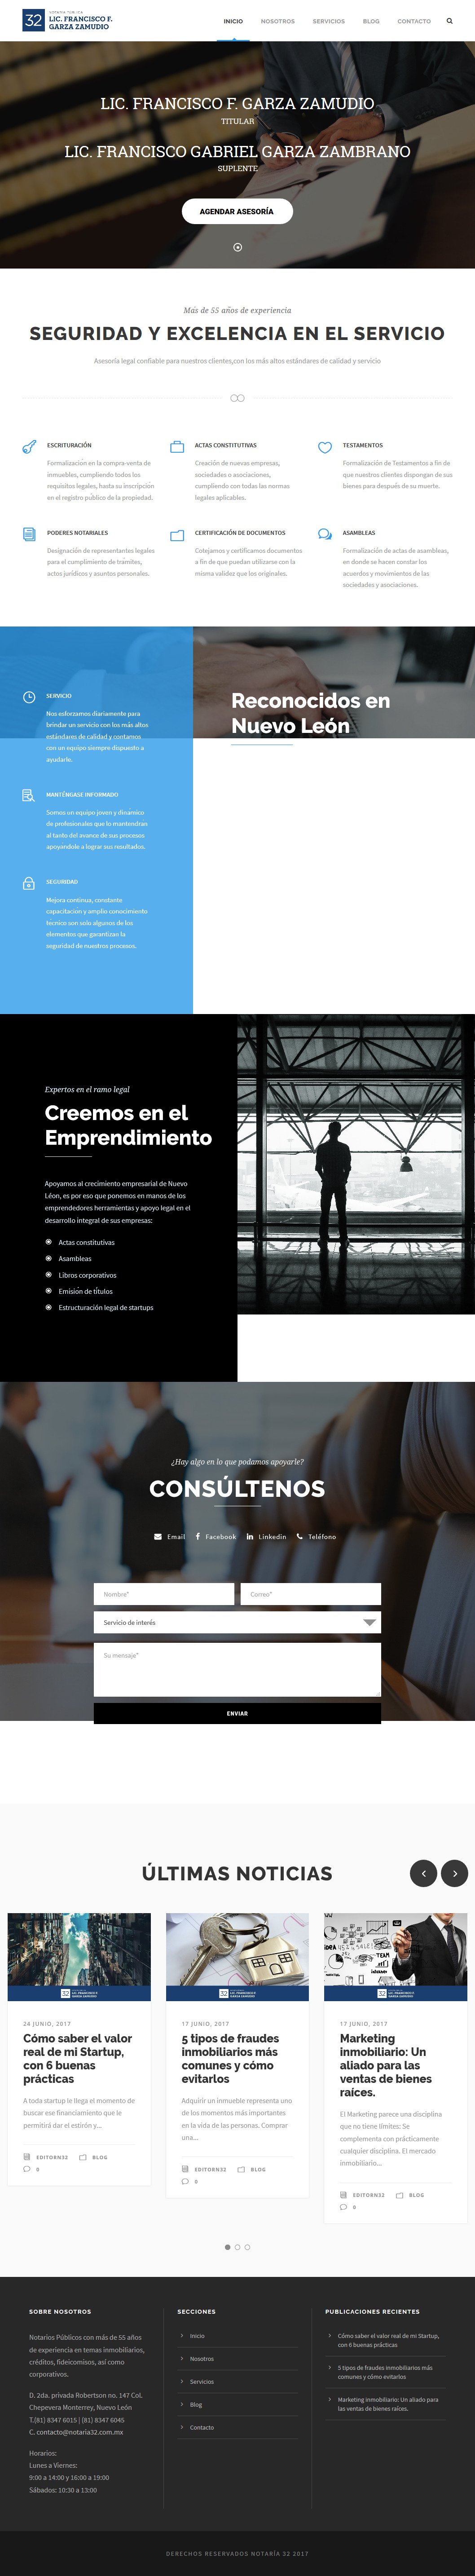 32
NOTARÍA PÚBLICA
LIC. FRANCISCO F.
GARZA ZAMUDIO
INICIO
NOSOTROS
SERVICIOS
BLOG
CONTACTO
LIC. FRANCISCO F. GARZA ZAMUDIO
TITULAR
LIC. FRANCISCO GABRIEL GARZA ZAMBRANO
SUPLENTE
AGENDAR ASESORÍA
Más de 55 años de experiencia
SEGURIDAD Y EXCELENCIA EN EL SERVICIO
Asesoría legal confiable para nuestros clientes,con los más altos estándares de calidad y servicio
ESCRITURACIÓN
Formalización en la compra-venta de
inmuebles, cumpliendo todos los
requisitos legales, hasta su inscripción
en el registro público de la propiedad.
ACTAS CONSTITUTIVAS
Creación de nuevas empresas,
sociedades o asociaciones,
cumpliendo con todas las normas
legales aplicables.
TESTAMENTOS
Formalización de Testamentos a fin de
que nuestros clientes dispongan de sus
bienes para después de su muerte.
PODERES NOTARIALES
Designación de representantes legales
para el cumplimiento de trámites,
actos jurídicos y asuntos personales.
CERTIFICACIÓN DE DOCUMENTOS
Cotejamos y certificamos documentos
a fin de que puedan utilizarse con la
misma validez que los originales.
ASAMBLEAS
Formalización de actas de asambleas,
en donde se hacen constar los
acuerdos y movimientos de las
sociedades y asociaciones.
SERVICIO
Nos esforzamos diariamente para
brindar un servicio con los más altos
estándares de calidad y contamos
con un equipo siempre dispuesto a
ayudarle.
MANTÉNGASE INFORMADO
Somos un equipo joven y dinámico
de profesionales que lo mantendrán
al tanto del avance de sus procesos
apoyándole a lograr sus resultados.
SEGURIDAD
Mejora continua, constante
capacitación y amplio conocimiento
técnico son solo algunos de los
elementos que garantizan la
seguridad de nuestros procesos.
Reconocidos en
Nuevo León
Expertos en el ramo legal
Creemos en el
Emprendimiento
Apoyamos al crecimiento empresarial de Nuevo
Léon, es por eso que ponemos en manos de los
emprendedores herramientas y apoyo legal en el
desarrollo integral de sus empresas:
Actas constitutivas
Asambleas
Libros corporativos
Emisión de títulos
Estructuración legal de startups
¿Hay algo en lo que podamos apoyarle?
CONSÚLTENOS
Email
Facebook
Linkedin
Teléfono
Nombre*
Correo*
Servicio de interés
Su mensaje*
ENVIAR
ÚLTIMAS NOTICIAS
24 JUNIO, 2017
Cómo saber el valor
real de mi Startup,
con 6 buenas
prácticas
A toda startup le llega el momento de
buscar ese financiamiento que le
permitirá dar el estirón y...
EDITORN32
BLOG
0
17 JUNIO, 2017
5 tipos de fraudes
inmobiliarios más
comunes y cómo
evitarlos
Adquirir un inmueble representa uno
de los momentos más importantes
en la vida de las personas. Comprar
una...
EDITORN32
BLOG
0
17 JUNIO, 2017
Marketing
inmobiliario: Un
aliado para las
ventas de bienes
raíces.
El Marketing parece una disciplina
que no tiene límites: Se
complementa con prácticamente
cualquier disciplina. El mercado
inmobiliario...
EDITORN32
BLOG
0
SOBRE NOSOTROS
Notarios Públicos con más de 55 años
de experiencia en temas inmobiliarios,
créditos, fideicomisos, así como
corporativos.
D. 2da. privada Robertson no. 147 Col.
Chepevera Monterrey, Nuevo León
T.(81) 8347 6015 | (81) 8347 6045
C. contacto@notaria32.com.mx
Horarios:
Lunes a Viernes:
9:00 a 14:00 y 16:00 a 19:00
Sábados: 10:30 a 13:00
SECCIONES
Inicio
Nosotros
Servicios
Blog
Contacto
PUBLICACIONES RECIENTES
Cómo saber el valor real de mi Startup,
con 6 buenas prácticas
5 tipos de fraudes inmobiliarios más
comunes y cómo evitarlos
Marketing inmobiliario: Un aliado para
las ventas de bienes raíces.
DERECHOS RESERVADOS NOTARÍA 32 2017